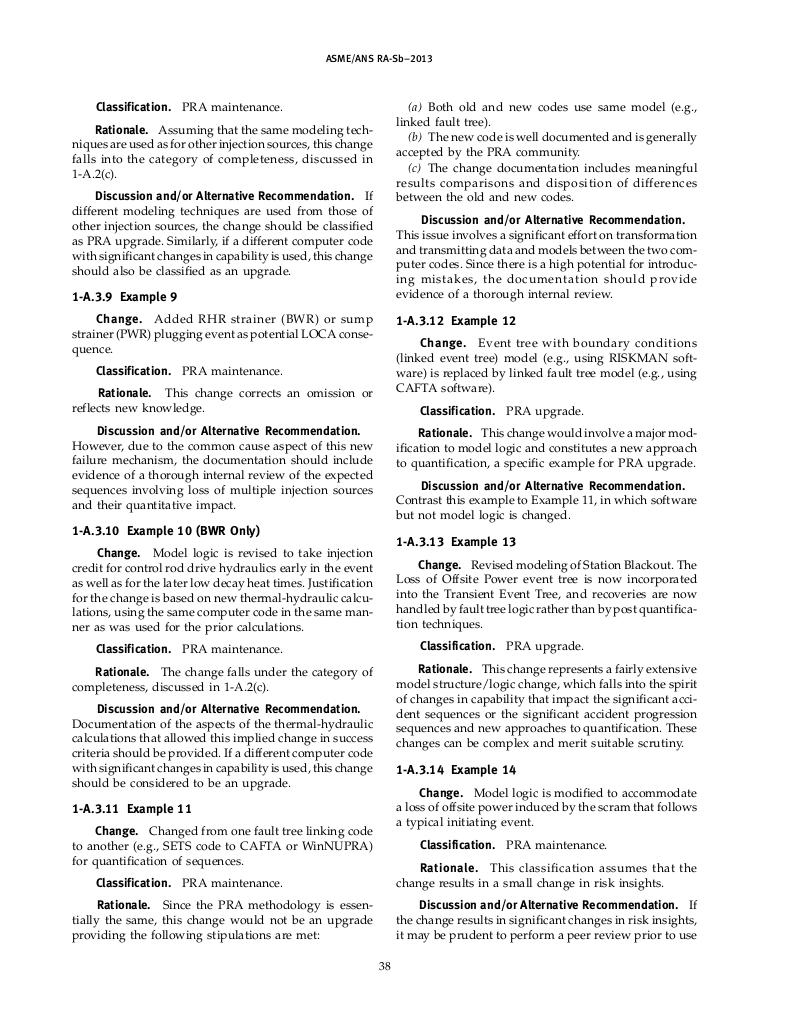 ASME/ANS RA-Sb–2013
Classification. PRA maintenance.
Rationale. Assuming that the same modeling tech-
niques are used as for other injection sources, this change
falls into the category of completeness, discussed in
1-A.2(c).
Discussion and/or Alternative Recommendation. If
different modeling techniques are used from those of
other injection sources, the change should be classified
as PRA upgrade. Similarly, if a different computer code
with significant changes in capability is used, this change
should also be classified as an upgrade.
1-A.3.9 Example 9
Change. Added RHR strainer (BWR) or sump
strainer (PWR) plugging event as potential LOCA conse-
quence.
Classification. PRA maintenance.
Rationale. This change corrects an omission or
reflects new knowledge.
Discussion and/or Alternative Recommendation.
However, due to the common cause aspect of this new
failure mechanism, the documentation should include
evidence of a thorough internal review of the expected
sequences involving loss of multiple injection sources
and their quantitative impact.
1-A.3.10 Example 10 (BWR Only)
Change. Model logic is revised to take injection
credit for control rod drive hydraulics early in the event
as well as for the later low decay heat times. Justification
for the change is based on new thermal-hydraulic calcu-
lations, using the same computer code in the same man-
ner as was used for the prior calculations.
Classification. PRA maintenance.
Rationale. The change falls under the category of
completeness, discussed in 1-A.2(c).
Discussion and/or Alternative Recommendation.
Documentation of the aspects of the thermal-hydraulic
calculations that allowed this implied change in success
criteria should be provided. If a different computer code
with significant changes in capability is used, this change
should be considered to be an upgrade.
1-A.3.11 Example 11
Change. Changed from one fault tree linking code
to another (e.g., SETS code to CAFTA or WinNUPRA)
for quantification of sequences.
Classification. PRA maintenance.
Rationale. Since the PRA methodology is essen-
tially the same, this change would not be an upgrade
providing the following stipulations are met:
(a) Both old and new codes use same model (e.g.,
linked fault tree).
(b) The new code is well documented and is generally
accepted by the PRA community.
(c) The change documentation includes meaningful
results comparisons and disposition of differences
between the old and new codes.
Discussion and/or Alternative Recommendation.
This issue involves a significant effort on transformation
and transmitting data and models between the two com-
puter codes. Since there is a high potential for introduc-
ing mistakes, the documentation should provide
evidence of a thorough internal review.
1-A.3.12 Example 12
Change. Event tree with boundary conditions
(linked event tree) model (e.g., using RISKMAN soft-
ware) is replaced by linked fault tree model (e.g., using
CAFTA software).
Classification. PRA upgrade.
Rationale. This change would involve a major mod-
ification to model logic and constitutes a new approach
to quantification, a specific example for PRA upgrade.
Discussion and/or Alternative Recommendation.
Contrast this example to Example 11, in which software
but not model logic is changed.
1-A.3.13 Example 13
Change. Revised modeling of Station Blackout. The
Loss of Offsite Power event tree is now incorporated
into the Transient Event Tree, and recoveries are now
handled by fault tree logic rather than by post quantifica-
tion techniques.
Classification. PRA upgrade.
Rationale. This change represents a fairly extensive
model structure/logic change, which falls into the spirit
of changes in capability that impact the significant acci-
dent sequences or the significant accident progression
sequences and new approaches to quantification. These
changes can be complex and merit suitable scrutiny.
1-A.3.14 Example 14
Change. Model logic is modified to accommodate
a loss of offsite power induced by the scram that follows
a typical initiating event.
Classification. PRA maintenance.
Rationale. This classification assumes that the
change results in a small change in risk insights.
Discussion and/or Alternative Recommendation. If
the change results in significant changes in risk insights,
it may be prudent to perform a peer review prior to use
38